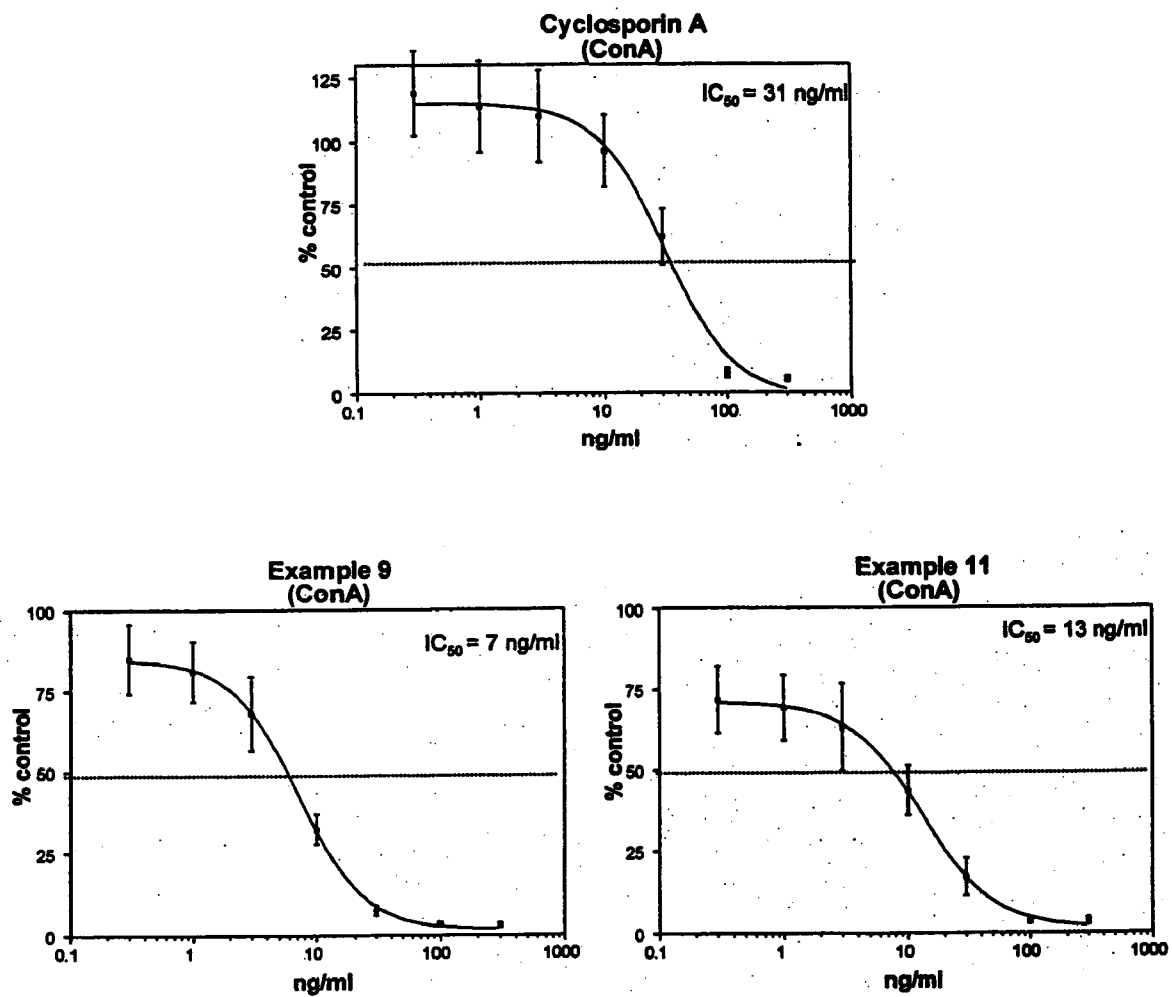 Cyclosporin A
(ConA)
IC50 = 31 ng/ml
% control
125
100
75
50
25
0
0.1
1
10
100
1000
ng/ml
Example 9
(ConA)
IC50 = 7 ng/ml
% control
100
75
50
25
0
0.1
1
10
100
1000
ng/ml
Example 11
(ConA)
IC50 = 13 ng/ml
% control
100
75
50
25
0
0.1
1
10
100
1000
ng/ml